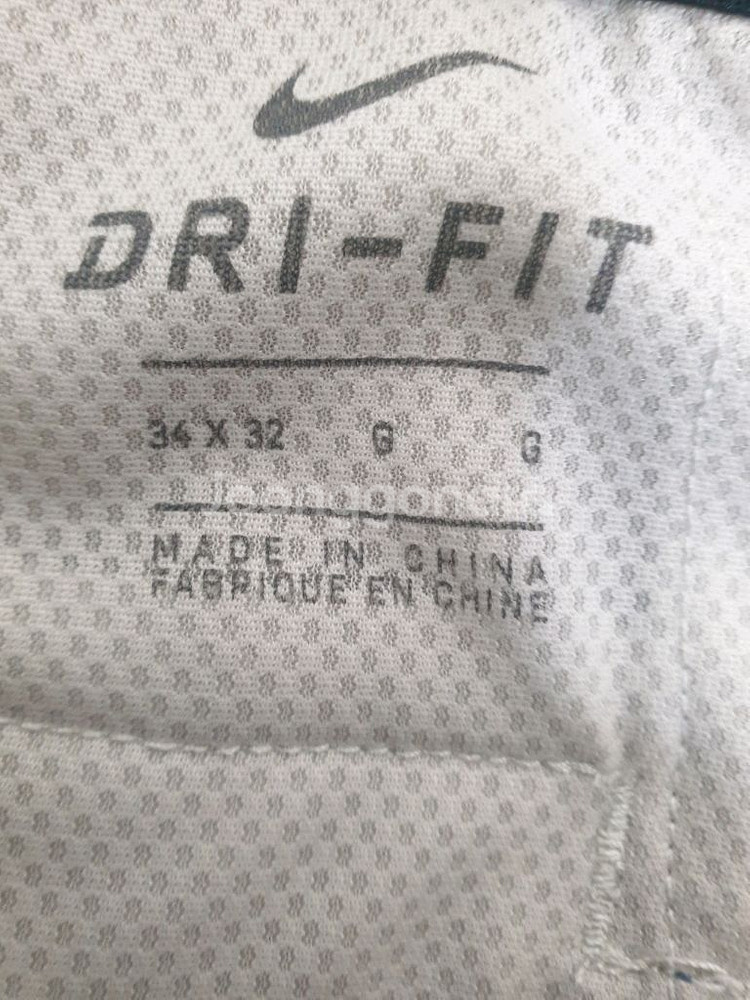 DRI-FIT
34 X 32 G G
MADE IN CHINA
FABRIQUE EN CHINE